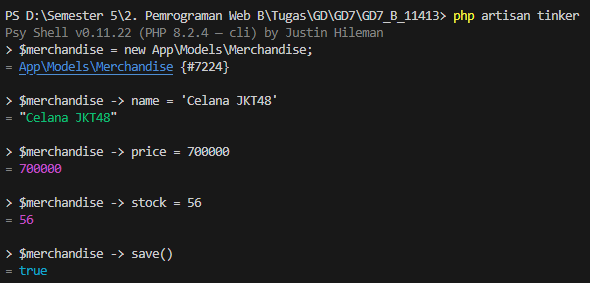 PS D:\Semester 5\2. Pemrograman Web B\Tugas\GD\GD7\GD7_B_11413> php artisan tinker
Psy Shell v0.11.22 (PHP 8.2.4 — cli) by Justin Hileman
> $merchandise = new App\Models\Merchandise;
= App\Models\Merchandise {#7224}
> $merchandise -> name = 'Celana JKT48'
= "Celana JKT48"
> $merchandise -> price = 700000
= 700000
> $merchandise -> stock = 56
= 56
> $merchandise -> save()
= true